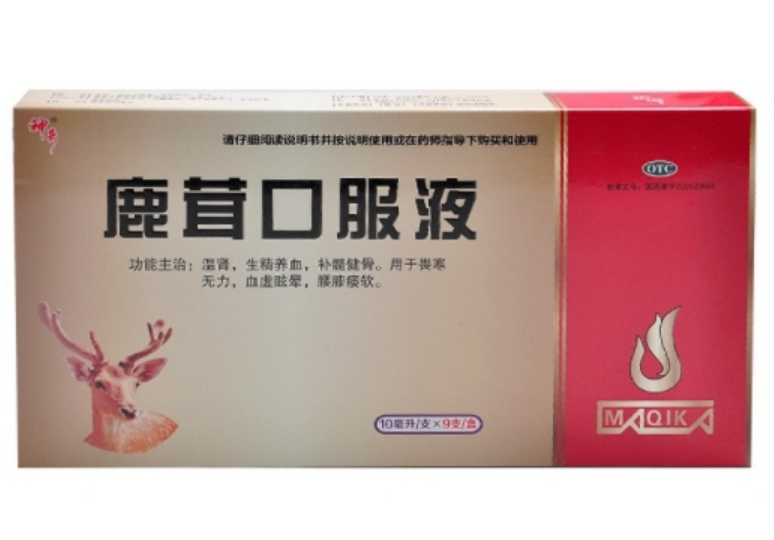 神奇
请仔细阅读说明书并按说明使用或在药师指导下购买和使用
OTC
鹿茸口服液
功能主治：温肾，生精养血，补髓健骨。用于畏寒
无力，血虚眩晕，腰膝痿软。
10毫升/支×9支/盒
MAQIKA